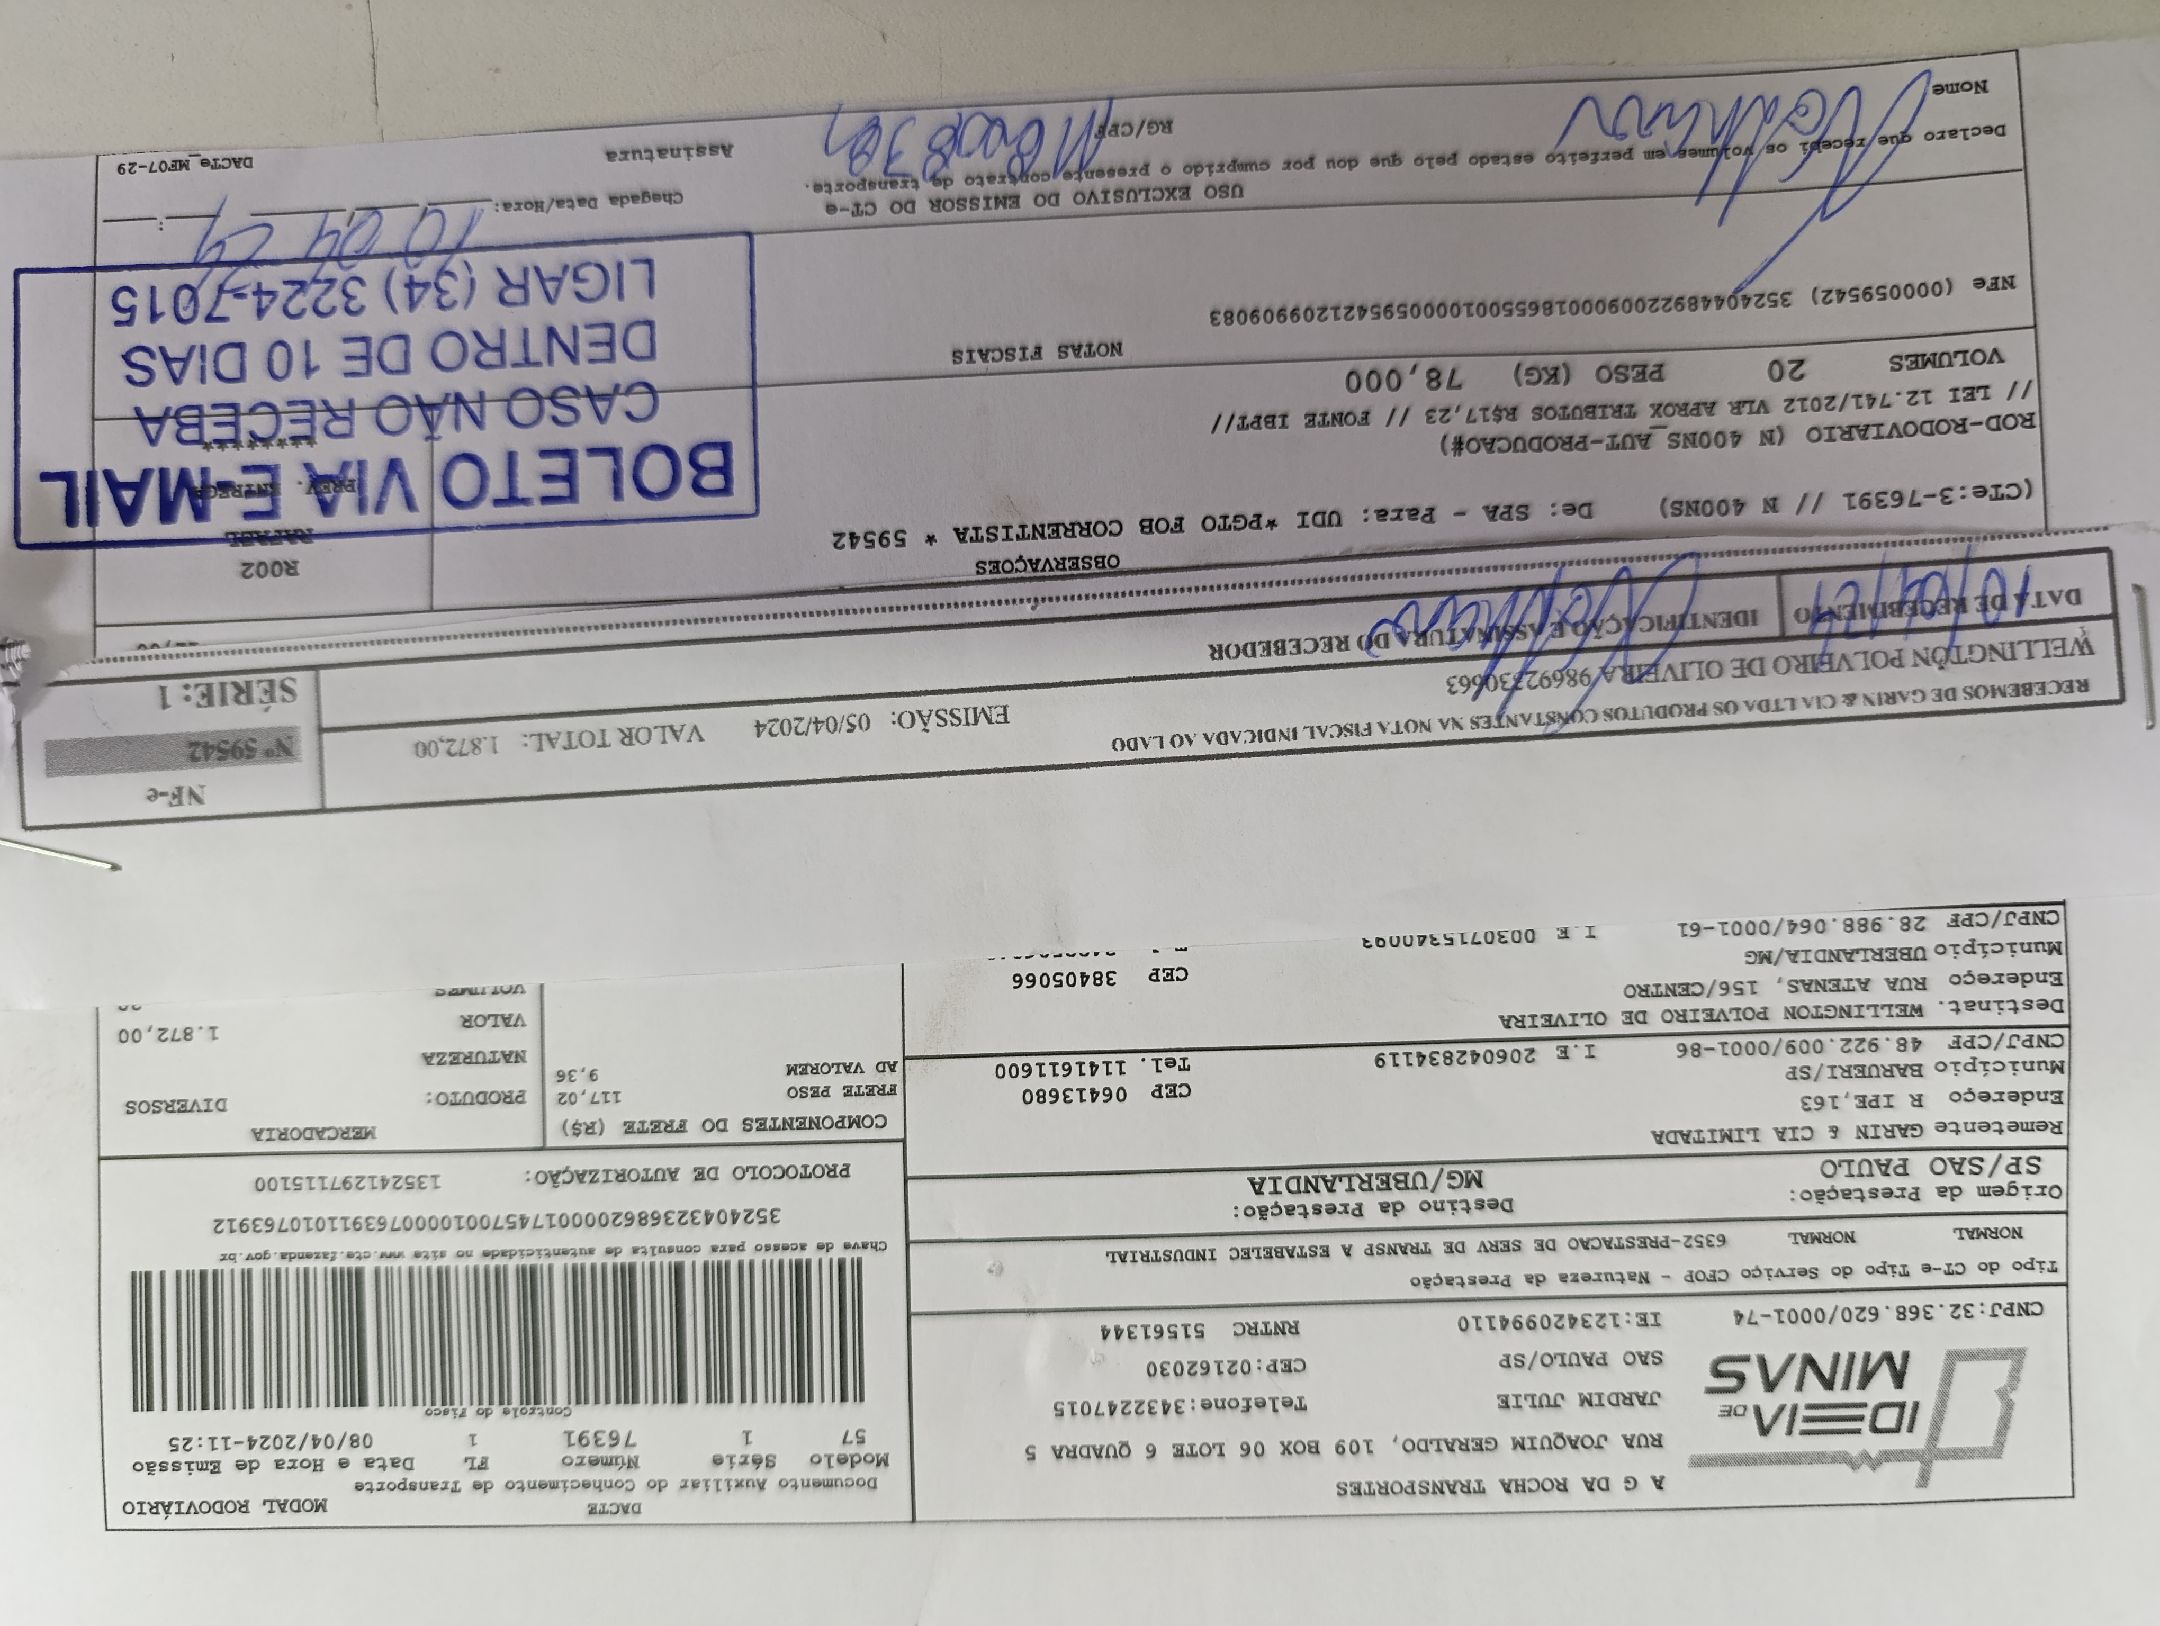 DACTE
MODAL RODOVIÁRIO
A G DA ROCHA TRANSPORTES
Documento Auxiliar do Conhecimento de Transporte
IDEIA DE MINAS
RUA JOAQUIM GERALDO, 109 BOX 06 LOTE 6 QUADRA 5
Modelo Série Número FL Data e Hora de Emissão
57 1 76391 1 08/04/2024-11:25
JARDIM JULIE Telefone:3432247015
Controle do Fisco
SAO PAULO/SP CEP:02162030
CNPJ:32.368.620/0001-74 IE:123420994110 RNTRC 51561344
Tipo do CT-e Tipo do Serviço CFOP - Natureza da Prestação
NORMAL NORMAL 6352-PRESTACAO DE SERV DE TRANSP A ESTABELEC INDUSTRIAL
Chave de acesso para consulta de autenticidade no site www.cte.fazenda.gov.br
35240432368620000174570010000763911010763912
Origem da Prestação: Destino da Prestação:
SP/SAO PAULO MG/UBERLANDIA
PROTOCOLO DE AUTORIZAÇÃO: 135241297115100
Remetente GARIN & CIA LIMITADA
Endereço R IPE,163 CEP 06413680
Município BARUERI/SP Tel. 1141611600
CNPJ/CPF 48.922.009/0001-86 I.E 206042834119
COMPONENTES DO FRETE (R$)
FRETE PESO 117,02
AD VALOREM 9,36
MERCADORIA
PRODUTO: DIVERSOS
NATUREZA
VALOR 1.872,00
VOLUMES
Destinat. WELLINGTON POLVEIRO DE OLIVEIRA
Endereço RUA ATENAS, 156/CENTRO CEP 38405066
Município UBERLANDIA/MG
CNPJ/CPF 28.988.064/0001-61 I.E 0030715340093
NF-e
Nº 59542
SÉRIE: 1
RECEBEMOS DE GARIN & CIA LTDA OS PRODUTOS CONSTANTES NA NOTA FISCAL INDICADA AO LADO
EMISSÃO: 05/04/2024 VALOR TOTAL: 1.872,00
WELLINGTON POLVEIRO DE OLIVEIRA 98692330663
DATA DE RECEBIMENTO IDENTIFICAÇÃO E ASSINATURA DO RECEBEDOR
10/04/24
OBSERVAÇOES
R002
(CTe:3-76391 // N 400NS) De: SPA - Para: UDI *PGTO FOB CORRENTISTA * 59542
RAFAEL
PREV. ENTREGA
ROD-RODOVIARIO (N 400NS_AUT-PRODUCAO#)
// LEI 12.741/2012 VLR APROX TRIBUTOS R$17,23 // FONTE IBPT//
VOLUMES 20 PESO (KG) 78,000
BOLETO VIA E-MAIL
CASO NÃO RECEBA
DENTRO DE 10 DIAS
LIGAR (34) 3224-7015
NOTAS FISCAIS
NFe (000059542) 35240448922009000186550010000595421209909083
10 04 24
USO EXCLUSIVO DO EMISSOR DO CT-e
Chegada Data/Hora:
Declaro que recebi os volumes em perfeito estado pelo que dou por cumprido o presente contrato de transporte.
Nome RG/CPF Assinatura
DACTe_MF07-29